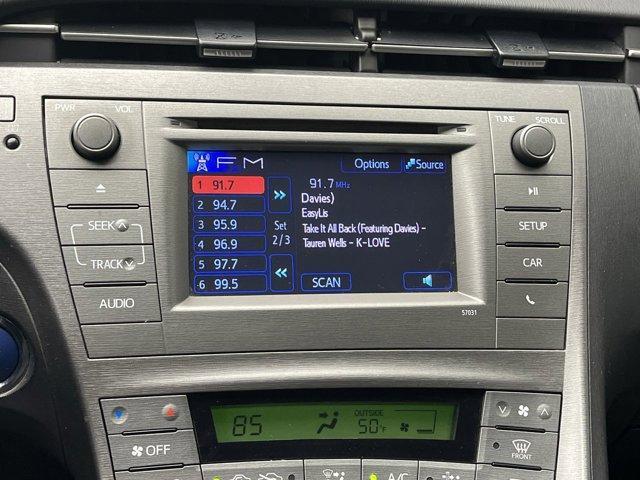 PWR VOL
TUNE SCROLL
FM Options Source
1 91.7
2 94.7
3 95.9
4 96.9
5 97.7
6 99.5
Set
2/3
91.7 MHz
Davies)
EasyLis
Take It All Back (Featuring Davies) -
Tauren Wells - K-LOVE
SCAN
SEEK
TRACK
AUDIO
SETUP
CAR
57031
85
OUTSIDE
50°F
OFF
A/C
FRONT